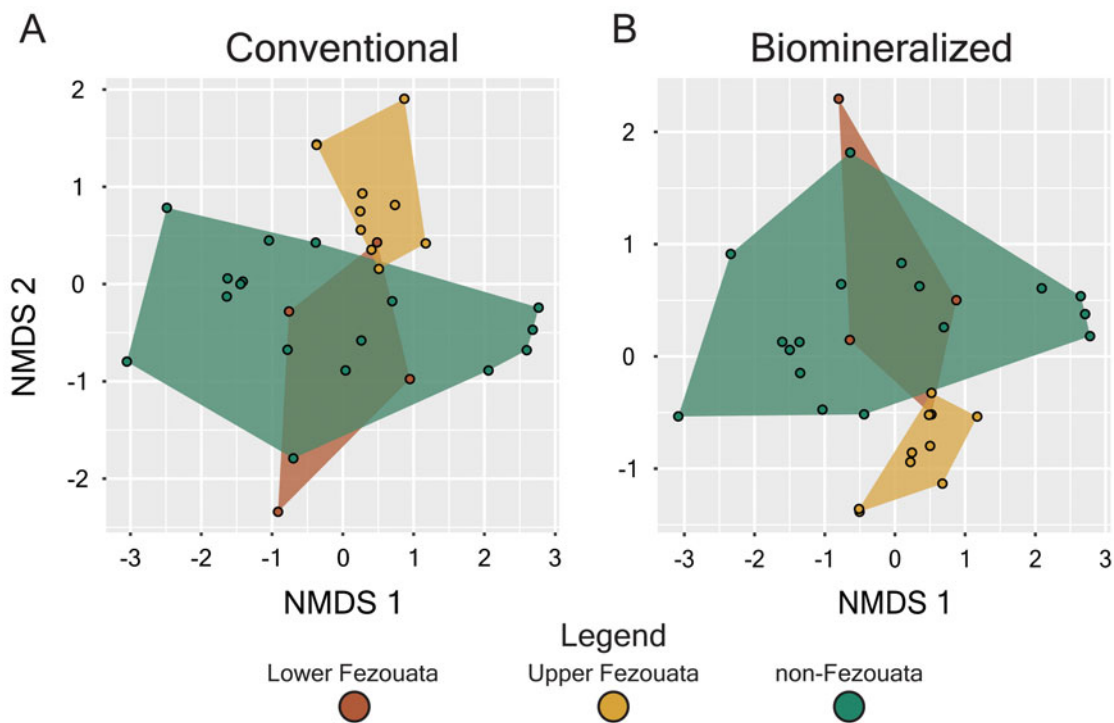 A
Conventional
B
Biomineralized
NMDS 2
2
1
0
-1
-2
-3
-2
-1
0
1
2
3
NMDS 1
2
1
0
-1
-3
-2
-1
0
1
2
3
NMDS 1
Legend
Lower Fezouata
Upper Fezouata
non-Fezouata